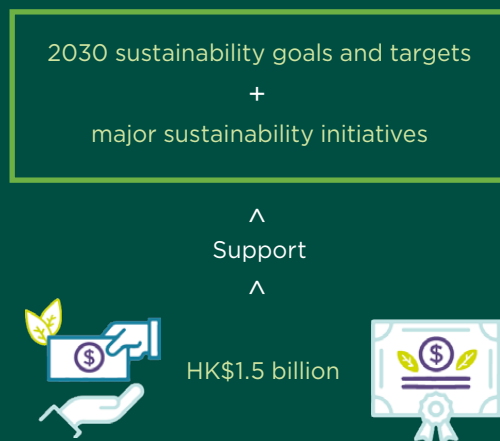 2030 sustainability goals and targets
+
major sustainability initiatives
^
Support
^
$
HK$1.5 billion
$